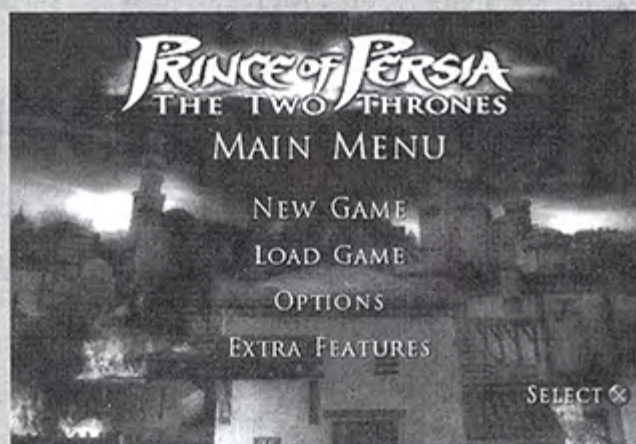 PRINCE OF PERSIA
THE TWO THRONES
MAIN MENU
NEW GAME
LOAD GAME
OPTIONS
EXTRA FEATURES
SELECT